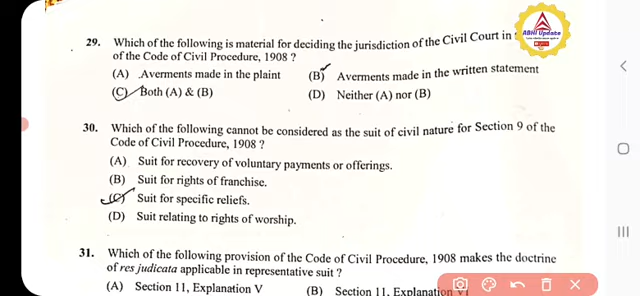 ABHI Update
29. Which of the following is material for deciding the jurisdiction of the Civil Court in
of the Code of Civil Procedure, 1908 ?
(A) Averments made in the plaint (B) Averments made in the written statement
(C) Both (A) & (B) (D) Neither (A) nor (B)
30. Which of the following cannot be considered as the suit of civil nature for Section 9 of the
Code of Civil Procedure, 1908 ?
(A) Suit for recovery of voluntary payments or offerings.
(B) Suit for rights of franchise.
(C) Suit for specific reliefs.
(D) Suit relating to rights of worship.
31. Which of the following provision of the Code of Civil Procedure, 1908 makes the doctrine
of res judicata applicable in representative suit ?
(A) Section 11, Explanation V (B) Section 11, Explanation VI